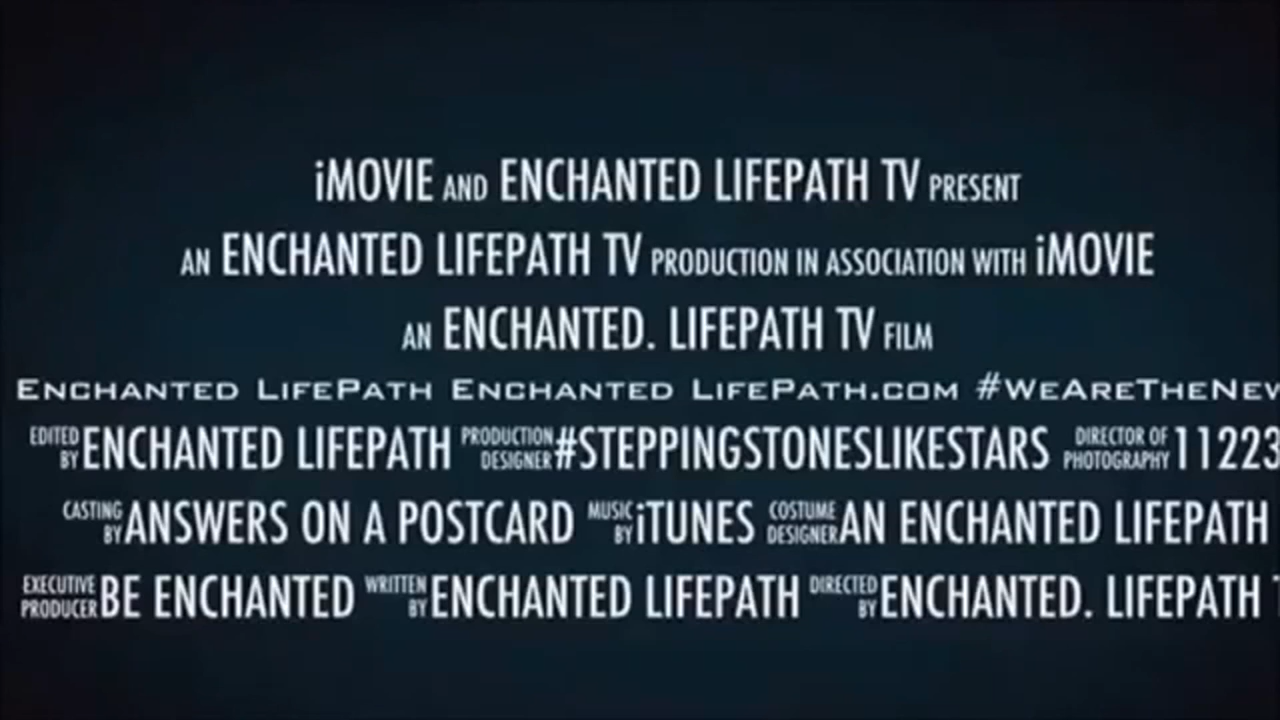 iMOVIE AND ENCHANTED LIFEPATH TV PRESENT
AN ENCHANTED LIFEPATH TV PRODUCTION IN ASSOCIATION WITH iMOVIE
AN ENCHANTED. LIFEPATH TV FILM
ENCHANTED LIFEPATH ENCHANTED LIFEPATH.COM #WEARETHENEW
EDITED BY ENCHANTED LIFEPATH PRODUCTION DESIGNER #STEPPINGSTONESLIKESTARS DIRECTOR OF PHOTOGRAPHY 11223
CASTING BY ANSWERS ON A POSTCARD MUSIC BY iTUNES COSTUME DESIGNER AN ENCHANTED LIFEPATH
EXECUTIVE PRODUCER BE ENCHANTED WRITTEN BY ENCHANTED LIFEPATH DIRECTED BY ENCHANTED. LIFEPATH